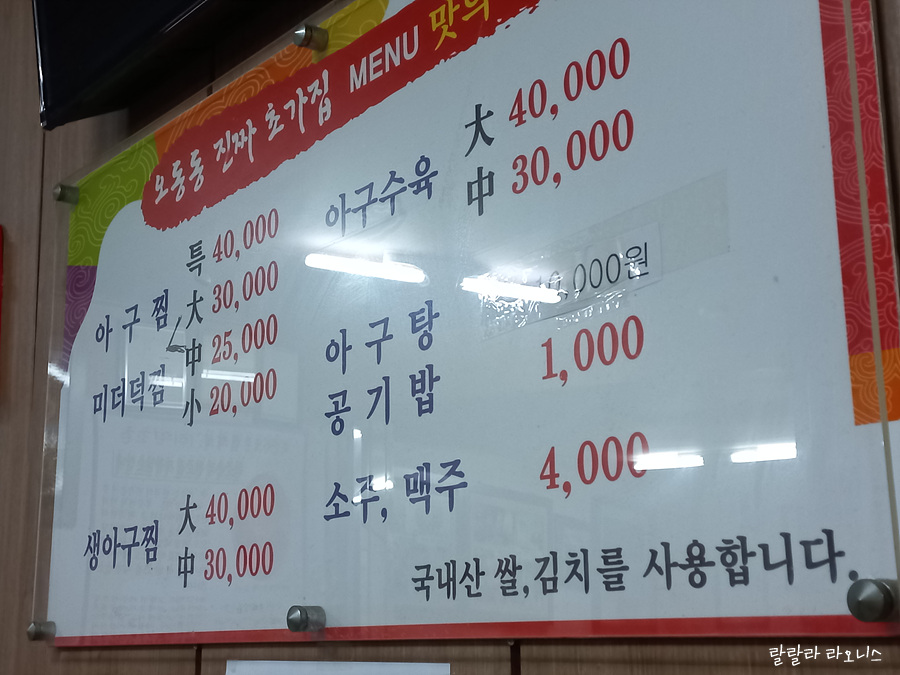 오동동 진짜 초가집 MENU 맛의
아구찜
미더덕찜
특 40,000
大 30,000
中 25,000
小 20,000
생아구찜
大 40,000
中 30,000
아구수육
大 40,000
中 30,000
아구탕 10,000원
공기밥 1,000
소주, 맥주 4,000
국내산 쌀,김치를 사용합니다.
랄랄라 라오니스